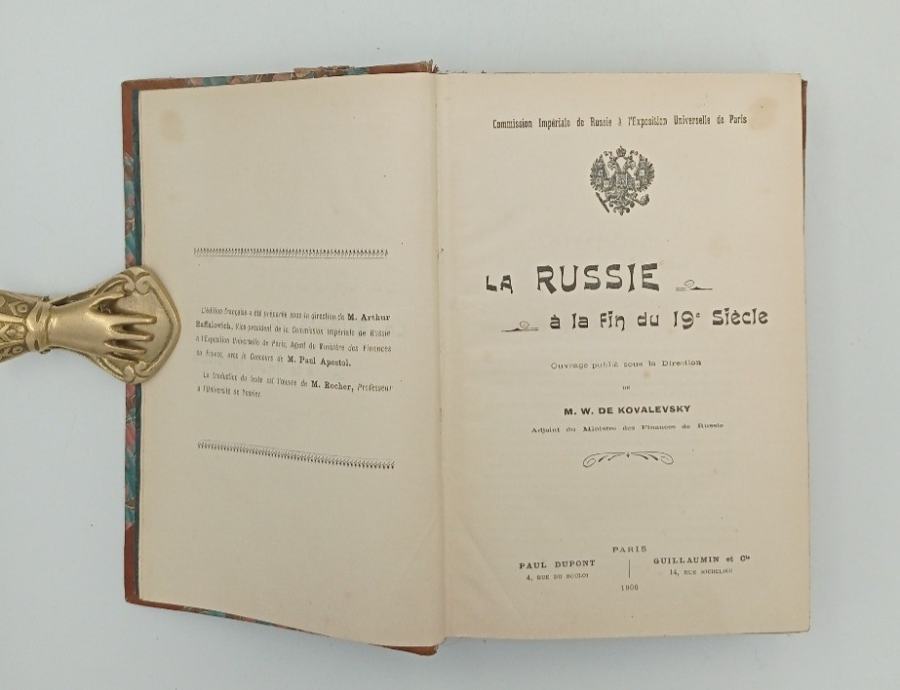 L'édition française a été préparée sous la direction de M. Arthur
Raffalovich, Vice-président de la Commission Impériale de Russie
à l'Exposition Universelle de Paris, Agent du Ministère des Finances
en France, avec le Concours de M. Paul Apostol.
La traduction du texte est l'œuvre de M. Rocher, Professeur
à l'Université de
Commission Impériale de Russie à l'Exposition Universelle de Paris
LA RUSSIE
à la fin du 19e Siècle
Ouvrage publié sous la Direction
DE
M. W. DE KOVALEVSKY
Adjoint du Ministre des Finances de Russie
PARIS
PAUL DUPONT
4, RUE DU BOULOI
GUILLAUMIN et Cie
14, RUE RICHELIEU
1900